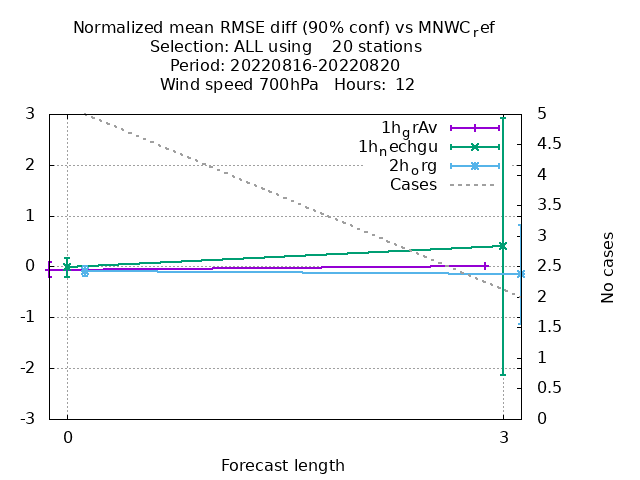 Normalized mean RMSE diff (90% conf) vs MNWC_ref
Selection: ALL using    20 stations
Period: 20220816-20220820
Wind speed 700hPa   Hours:  12
1h_grAv
1h_nechgu
2h_org
Cases
3
2
1
0
-1
-2
-3
5
4.5
4
3.5
3
2.5
2
1.5
1
0.5
0
No cases
0
3
Forecast length